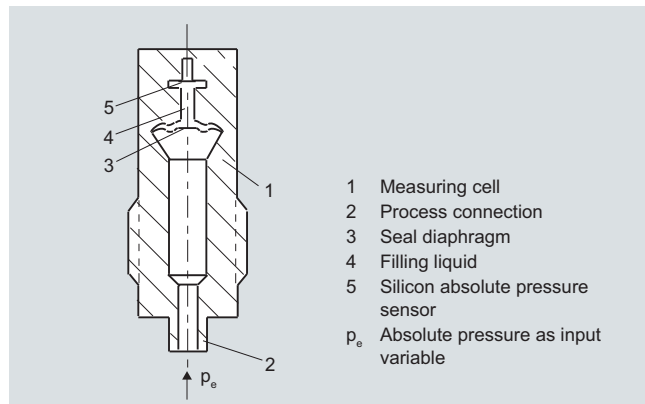 5
4
3
1
2
pₑ
1 Measuring cell
2 Process connection
3 Seal diaphragm
4 Filling liquid
5 Silicon absolute pressure
sensor
pₑ Absolute pressure as input
variable